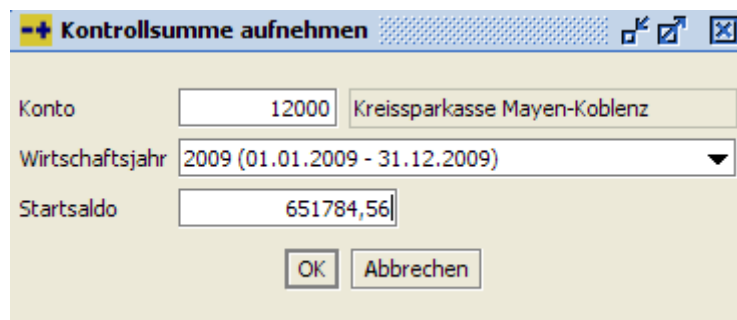 Kontrollsumme aufnehmen
Konto 12000 Kreissparkasse Mayen-Koblenz
Wirtschaftsjahr 2009 (01.01.2009 - 31.12.2009)
Startsaldo 651784,56
OK Abbrechen